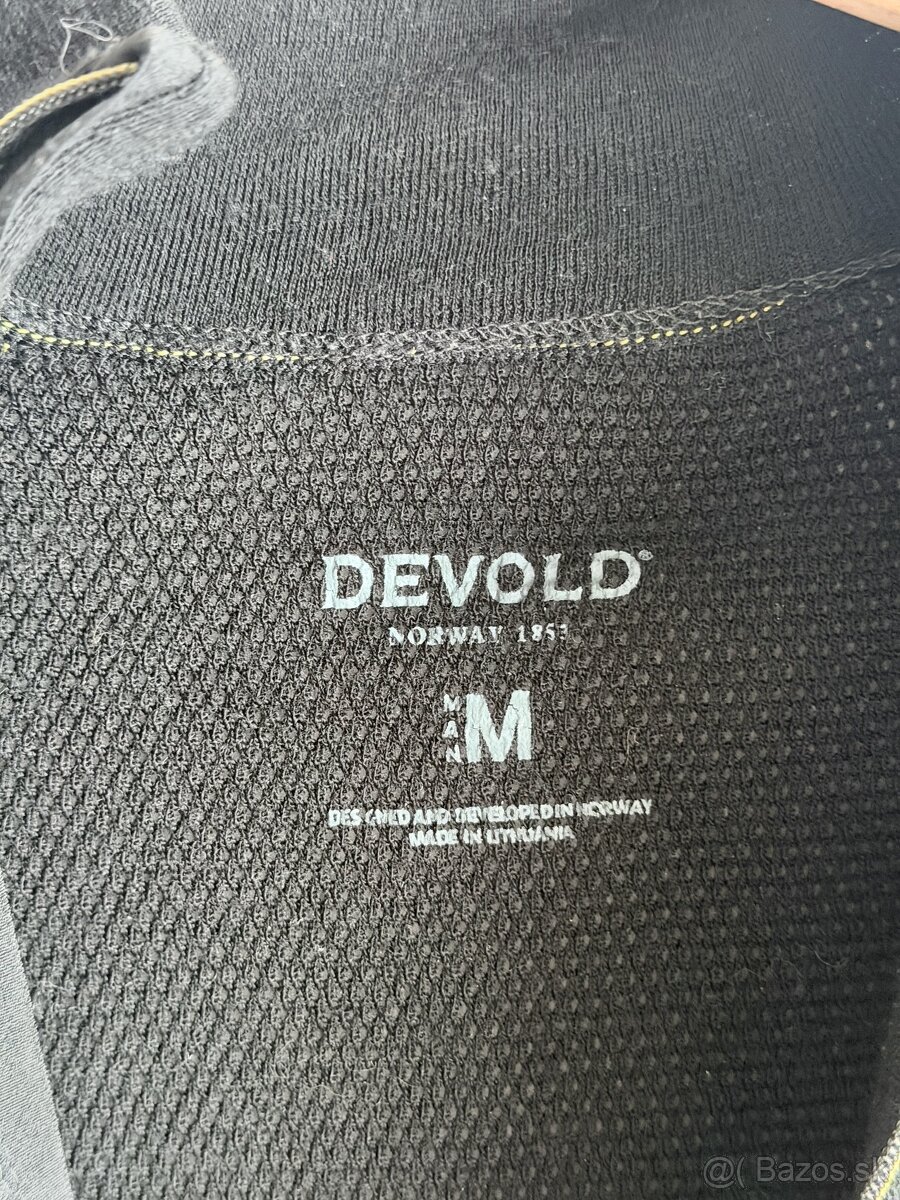 DEVOLD®
NORWAY 1853
MAN
M
DESIGNED AND DEVELOPED IN NORWAY
MADE IN LITHUANIA
@( Bazos.sk